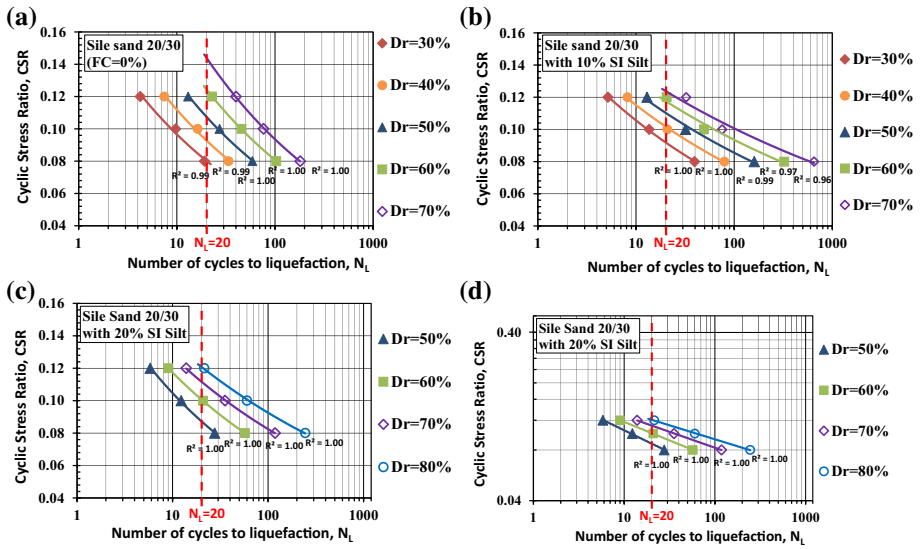 (a)
Sile sand 20/30
(FC=0%)
Cyclic Stress Ratio, CSR
0.16
0.14
0.12
0.10
0.08
0.06
0.04
R² = 0.99
R² = 0.99
R² = 1.00
R² = 1.00
R² = 1.00
N_L=20
1 10 100 1000
Number of cycles to liquefaction, N_L
Dr=30%
Dr=40%
Dr=50%
Dr=60%
Dr=70%
(b)
Sile sand 20/30
with 10% SI Silt
Cyclic Stress Ratio, CSR
0.16
0.14
0.12
0.10
0.08
0.06
0.04
R² = 1.00
R² = 1.00
R² = 0.99
R² = 0.97
R² = 0.96
N_L=20
1 10 100 1000
Number of cycles to liquefaction, N_L
Dr=30%
Dr=40%
Dr=50%
Dr=60%
Dr=70%
(c)
Sile Sand 20/30
with 20% SI Silt
Cyclic Stress Ratio, CSR
0.16
0.14
0.12
0.10
0.08
0.06
0.04
R² = 1.00
R² = 1.00
R² = 1.00
R² = 1.00
N_L=20
1 10 100 1000
Number of cycles to liquefaction, N_L
Dr=50%
Dr=60%
Dr=70%
Dr=80%
(d)
Sile Sand 20/30
with 20% SI Silt
Cyclic Stress Ratio, CSR
0.40
0.04
R² = 1.00
R² = 1.00
R² = 1.00
R² = 1.00
N_L=20
1 10 100 1000
Number of cycles to liquefaction, N_L
Dr=50%
Dr=60%
Dr=70%
Dr=80%